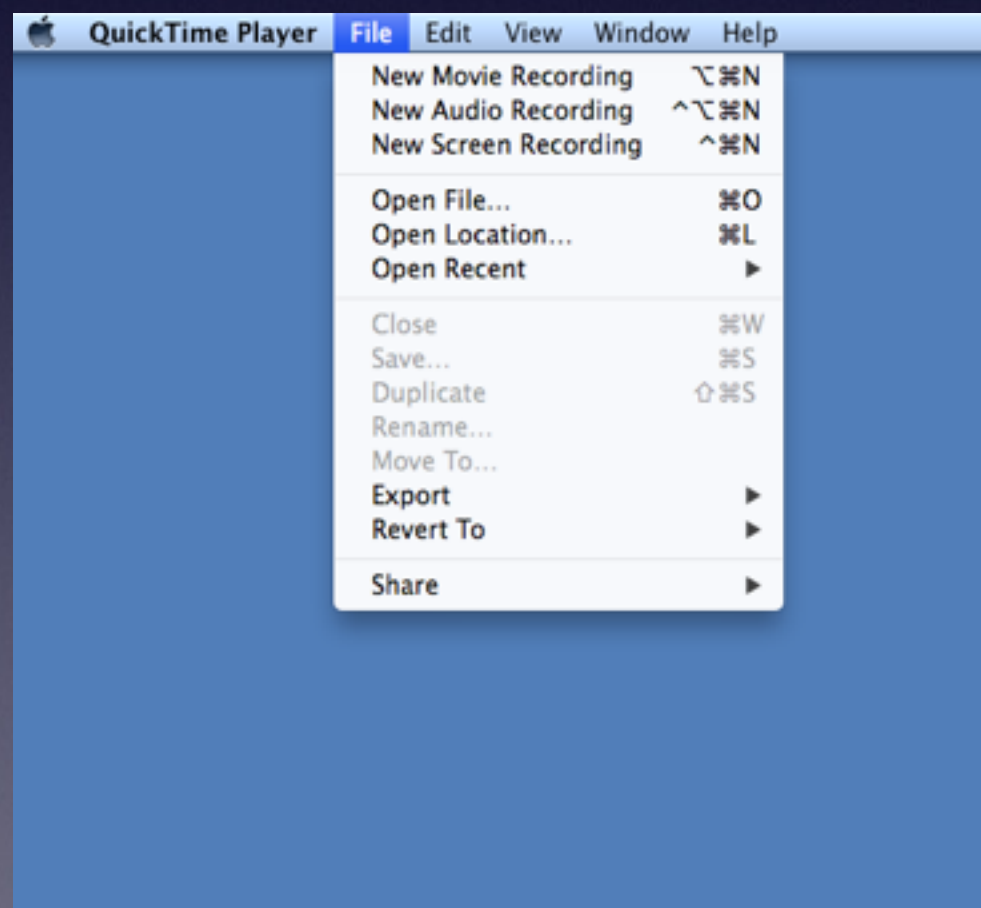 QuickTime Player File Edit View Window Help
New Movie Recording ⌥⌘N
New Audio Recording ^⌥⌘N
New Screen Recording ^⌘N
Open File... ⌘O
Open Location... ⌘L
Open Recent ▶
Close ⌘W
Save... ⌘S
Duplicate ⇧⌘S
Rename...
Move To...
Export ▶
Revert To ▶
Share ▶